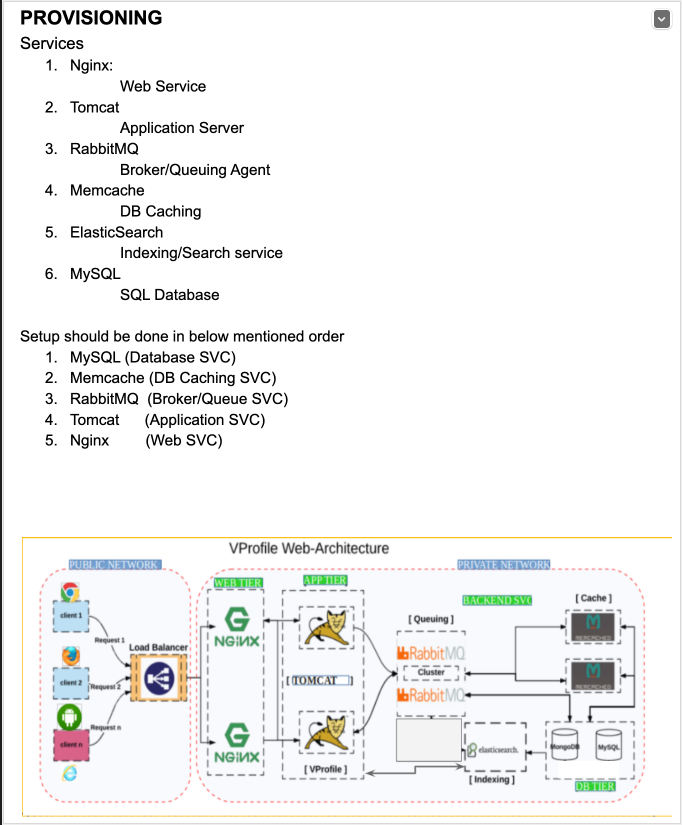 PROVISIONING
Services
1. Nginx:
Web Service
2. Tomcat
Application Server
3. RabbitMQ
Broker/Queuing Agent
4. Memcache
DB Caching
5. ElasticSearch
Indexing/Search service
6. MySQL
SQL Database
Setup should be done in below mentioned order
1. MySQL (Database SVC)
2. Memcache (DB Caching SVC)
3. RabbitMQ (Broker/Queue SVC)
4. Tomcat (Application SVC)
5. Nginx (Web SVC)
VProfile Web-Architecture
PUBLIC NETWORK
PRIVATE NETWORK
WEB TIER
APP TIER
BACKEND SVC
[ Cache ]
client 1
Request 1
Load Balancer
client 2
Request 2
Request n
client n
NGINX
NGINX
[ TOMCAT ]
[ VProfile ]
[ Queuing ]
RabbitMQ
Cluster
RabbitMQ
MEMCACHED
MEMCACHED
elasticsearch.
[ Indexing ]
MongoDB
MySQL
DB TIER